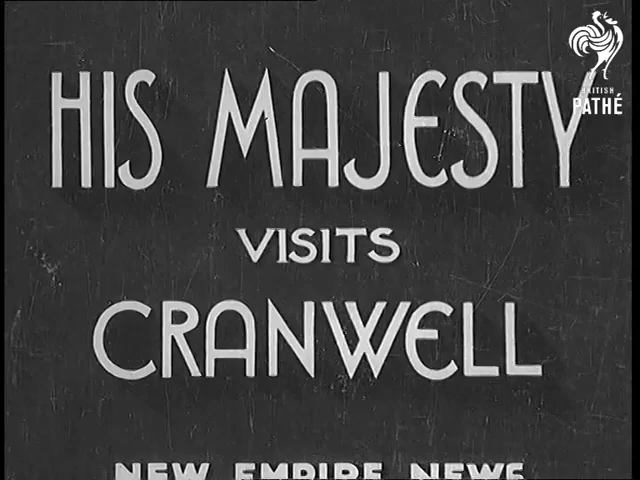 BRITISH
PATHÉ
HIS MAJESTY
VISITS
CRANWELL
NEW EMPIRE NEWS